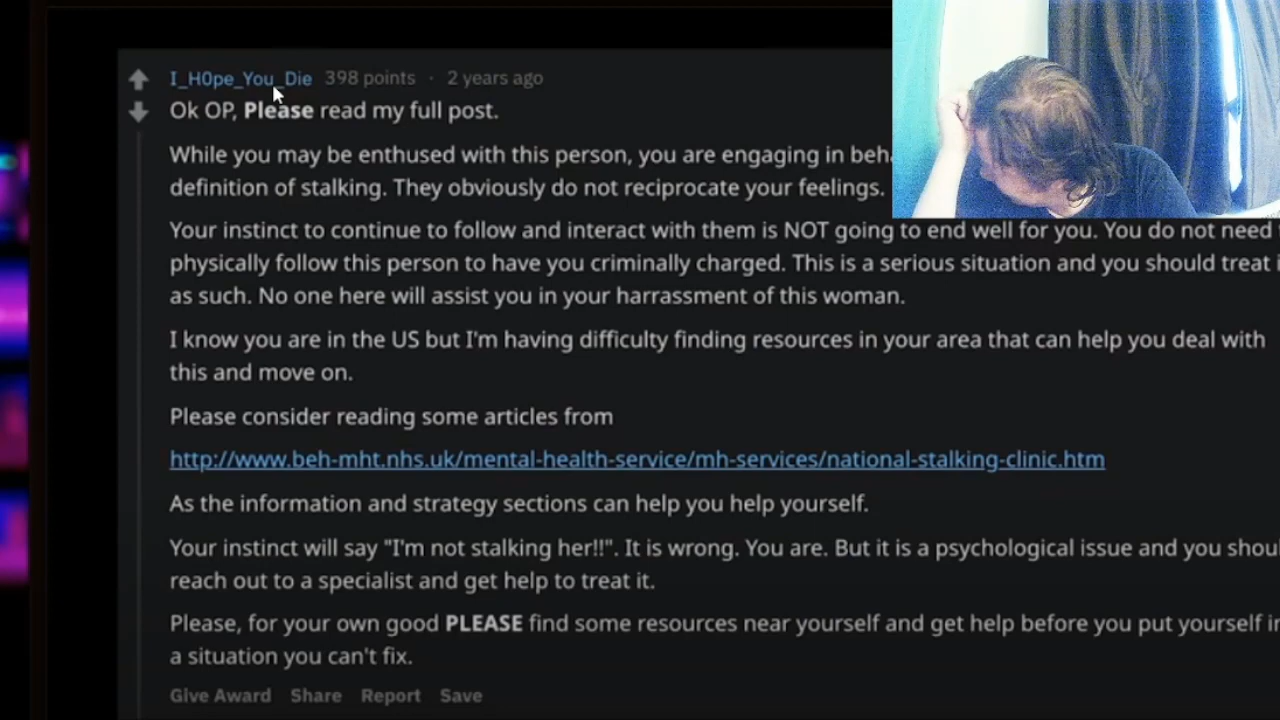 I_H0pe_You_Die 398 points · 2 years ago
Ok OP, Please read my full post.
While you may be enthused with this person, you are engaging in
definition of stalking. They obviously do not reciprocate your feelings.
Your instinct to continue to follow and interact with them is NOT going to end well for you. You do not need
physically follow this person to have you criminally charged. This is a serious situation and you should treat
as such. No one here will assist you in your harrassment of this woman.
I know you are in the US but I'm having difficulty finding resources in your area that can help you deal with
this and move on.
Please consider reading some articles from
http://www.beh-mht.nhs.uk/mental-health-service/mh-services/national-stalking-clinic.htm
As the information and strategy sections can help you help yourself.
Your instinct will say "I'm not stalking her!!". It is wrong. You are. But it is a psychological issue and you
reach out to a specialist and get help to treat it.
Please, for your own good PLEASE find some resources near yourself and get help before you put yourself
a situation you can't fix.
Give Award Share Report Save